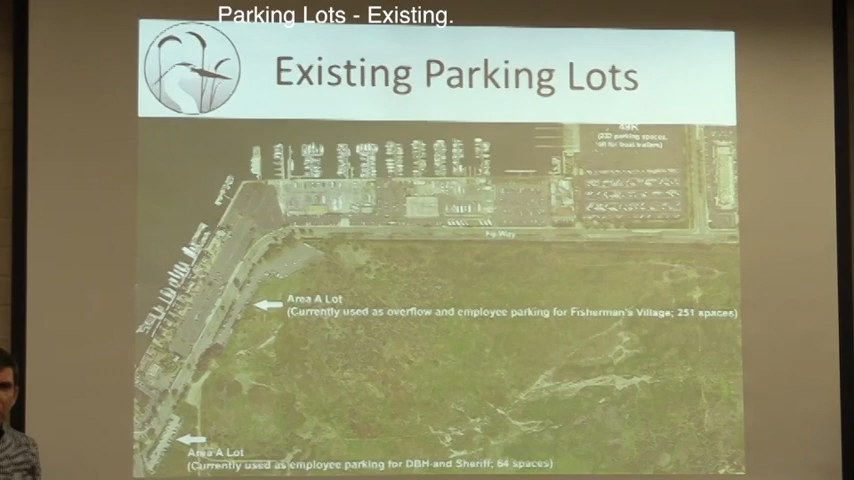 Parking Lots - Existing.
Existing Parking Lots
parking spaces,
for boat trailers)
Fiji Way
Area A Lot
(Currently used as overflow and employee parking for Fisherman's Village; 251 spaces)
Area A Lot
(Currently used as employee parking for DBH and Sheriff; 64 spaces)